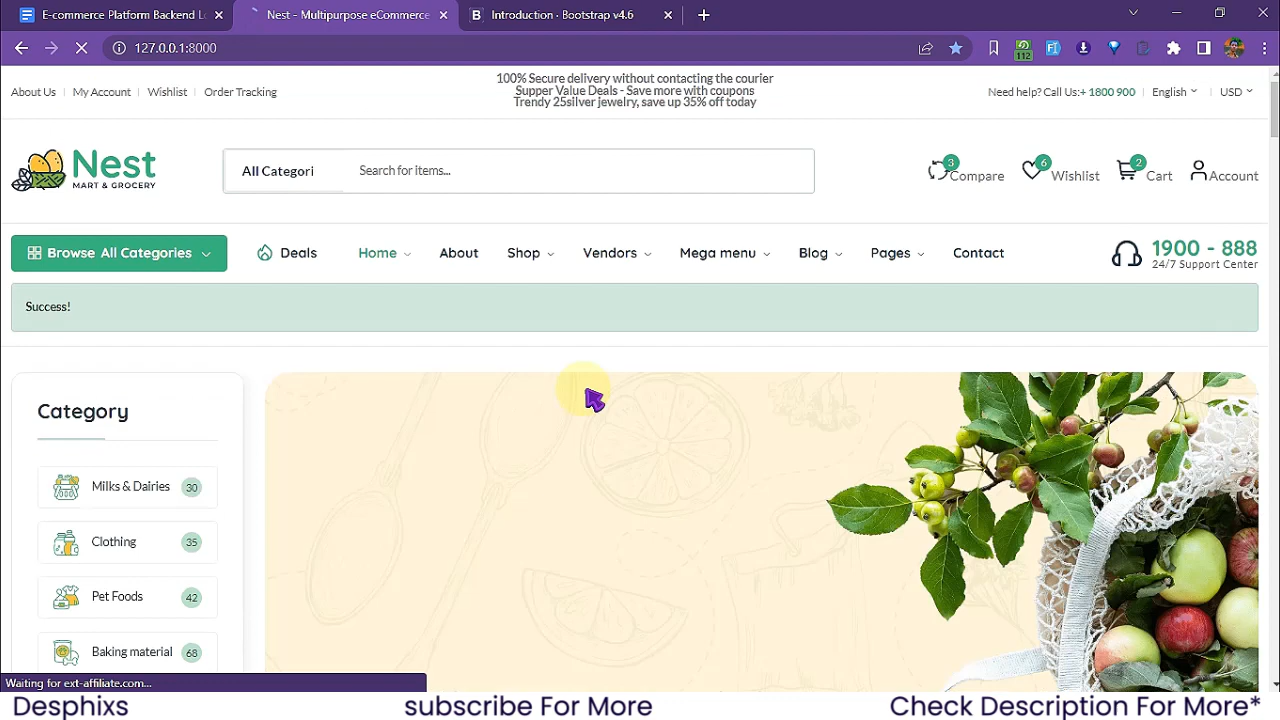 E-commerce Platform Backend Lo
Nest - Multipurpose eCommerce
Introduction · Bootstrap v4.6
127.0.0.1:8000
112
About Us
My Account
Wishlist
Order Tracking
100% Secure delivery without contacting the courier
Supper Value Deals - Save more with coupons
Trendy 25silver jewelry, save up 35% off today
Need help? Call Us:+ 1800 900
English
USD
Nest
MART & GROCERY
All Categori
Search for items...
3
Compare
6
Wishlist
2
Cart
Account
Browse All Categories
Deals
Home
About
Shop
Vendors
Mega menu
Blog
Pages
Contact
1900 - 888
24/7 Support Center
Success!
Category
Milks & Dairies 30
Clothing 35
Pet Foods 42
Baking material 68
Waiting for ext-affiliate.com...
Desphixs
subscribe For More
Check Description For More*